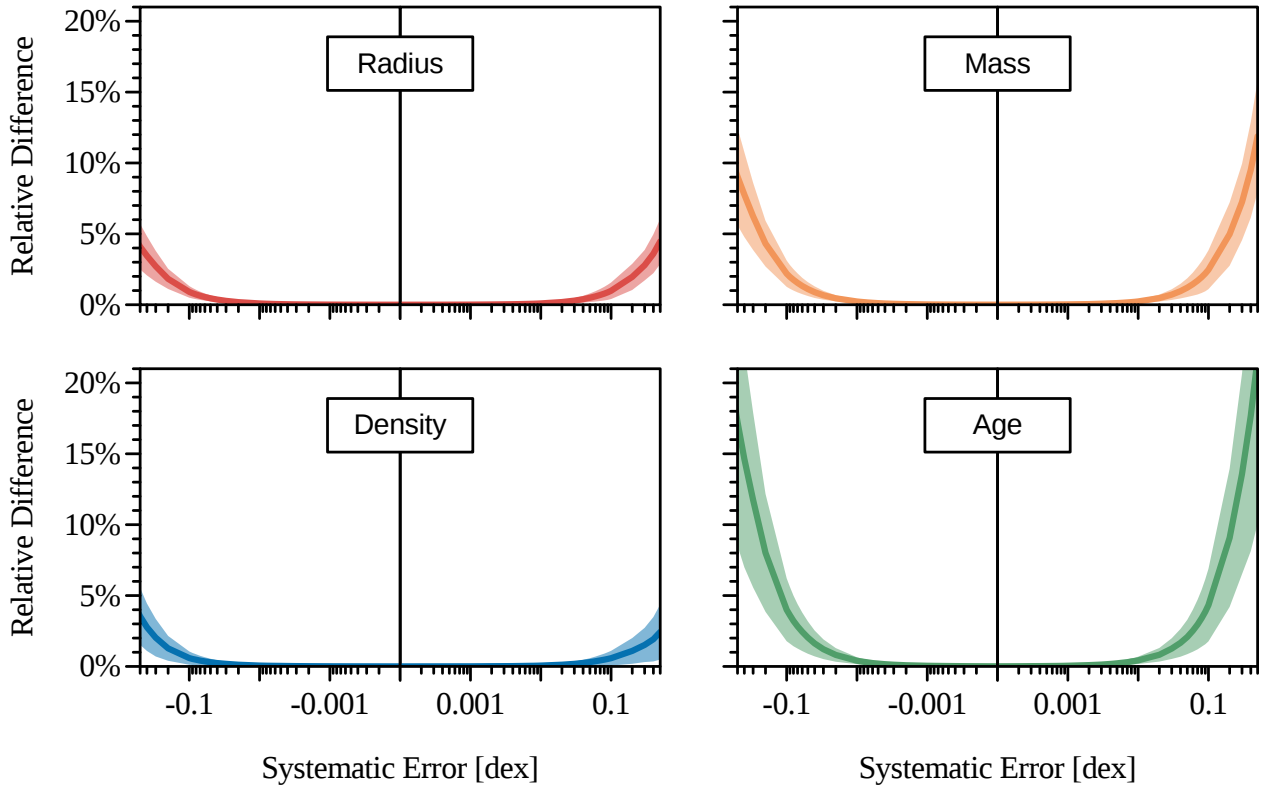 Relative Difference
20%
15%
10%
5%
0%
Radius
Mass
Relative Difference
20%
15%
10%
5%
0%
Density
Age
-0.1 -0.001 0.001 0.1
-0.1 -0.001 0.001 0.1
Systematic Error [dex]
Systematic Error [dex]